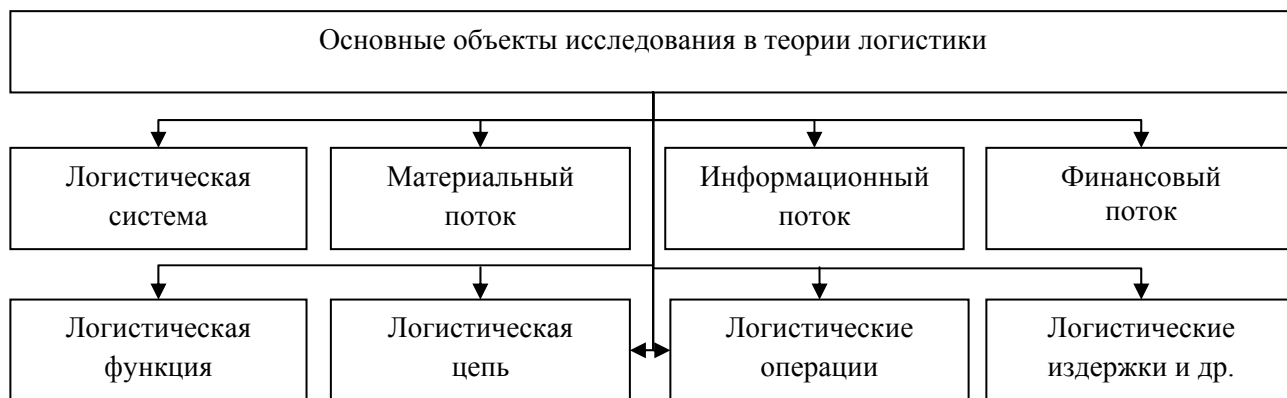 Основные объекты исследования в теории логистики
Логистическая
система
Материальный
поток
Информационный
поток
Финансовый
поток
Логистическая
функция
Логистическая
цепь
Логистические
операции
Логистические
издержки и др.